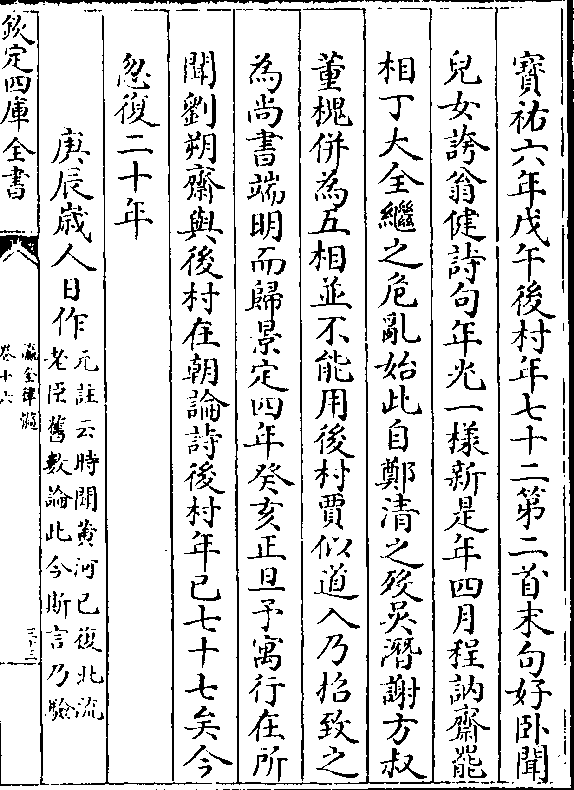 寶祐六年戊午後村年七十二第二首末句好卧聞
兒女誇翁健詩句年光一樣新是年四月程訥齋罷
相丁大全繼之危亂始此自鄭清之殁吳潛謝方叔
董槐併為五相並不能用後村賈似道入乃招致之
為尚書端明而歸景定四年癸亥正旦予寓行在所
聞劉朔齋與後村在朝論詩後村年已七十七矣今
忽復二十年
庚辰歲人日作元註云時聞黄河已復北流
老臣舊數論此今斯言乃驗
欽定四庫全書
瀛奎律髓
卷十六
三十三